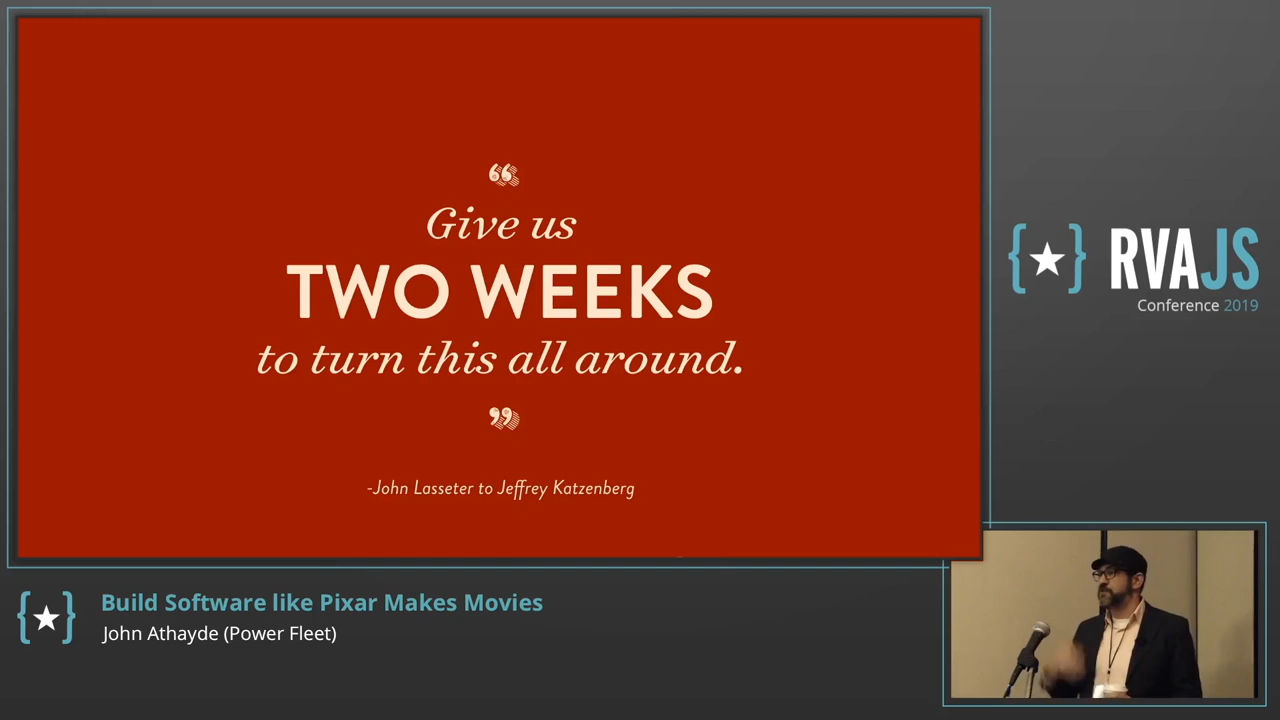 “
Give us
TWO WEEKS
to turn this all around.
”
-John Lasseter to Jeffrey Katzenberg
{★} RVAJS
Conference 2019
{★} Build Software like Pixar Makes Movies
John Athayde (Power Fleet)